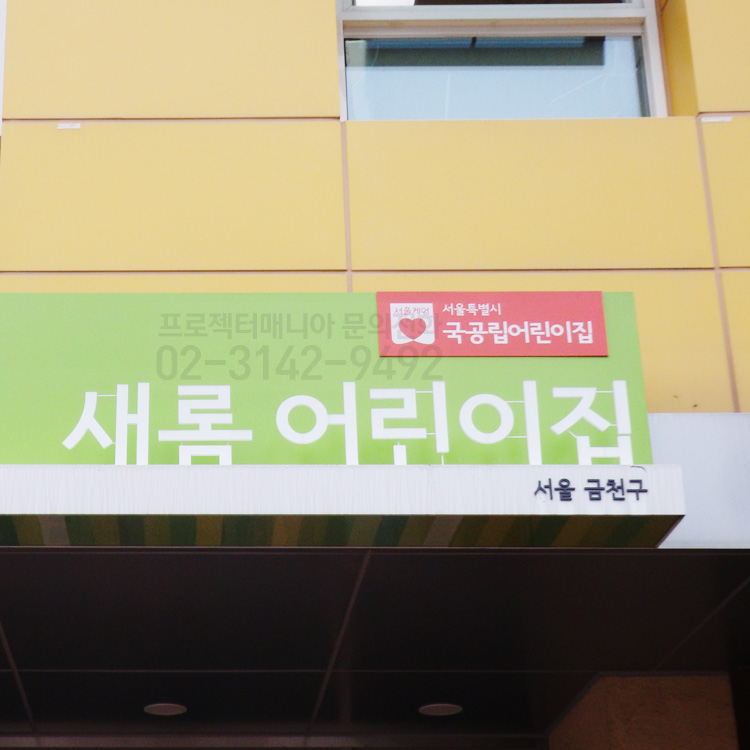 프로젝터매니아 문의전화
02-3142-9492
서울케어
서울특별시
국공립어린이집
새롬 어린이집
서울 금천구